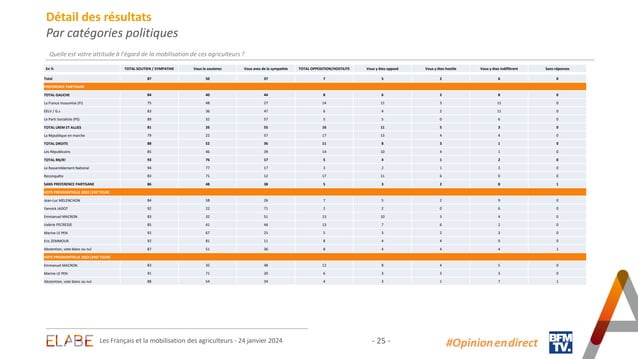 Détail des résultats
Par catégories politiques
Quelle est votre attitude à l'égard de la mobilisation de ces agriculteurs ?
En % TOTAL SOUTIEN / SYMPATHIE Vous la soutenez Vous avez de la sympathie TOTAL OPPOSITION/HOSTILITE Vous y êtes opposé Vous y êtes hostile Vous y êtes indifférent Sans réponses
Total 87 50 37 7 5 2 6 0
PREFERENCE PARTISANE
TOTAL GAUCHE 84 40 44 8 6 2 8 0
La France Insoumise (FI) 75 48 27 14 11 3 11 0
EELV / G.s 83 36 47 6 4 2 11 0
Le Parti Socialiste (PS) 89 32 57 5 5 0 6 0
TOTAL LREM ET ALLIES 81 26 55 16 11 5 3 0
La République en marche 79 22 57 17 13 4 4 0
TOTAL DROITE 88 52 36 11 8 3 1 0
Les Républicains 85 46 39 14 10 4 1 0
TOTAL RN/R! 93 76 17 5 4 1 2 0
Le Rassemblement National 94 77 17 3 2 1 3 0
Reconquête 83 71 12 17 11 6 0 0
SANS PREFERENCE PARTISANE 86 48 38 5 3 2 8 1
VOTE PRESIDENTIELLE 2022 (1ER TOUR)
Jean-Luc MELENCHON 84 58 26 7 5 2 9 0
Yannick JADOT 92 22 71 2 2 0 6 0
Emmanuel MACRON 83 32 51 13 10 3 4 0
Valérie PECRESSE 85 41 44 13 7 6 2 0
Marine LE PEN 92 67 25 5 3 2 3 0
Eric ZEMMOUR 92 81 11 8 4 4 0 0
Abstention, vote blanc ou nul 87 51 36 8 4 4 4 1
VOTE PRESIDENTIELLE 2022 (2ND TOUR)
Emmanuel MACRON 83 35 48 12 8 4 5 0
Marine LE PEN 91 71 20 6 3 3 3 0
Abstention, vote blanc ou nul 88 54 34 4 3 1 7 1
ELABE Les Français et la mobilisation des agriculteurs - 24 janvier 2024 - 25 - #Opinion en direct BFM TV.